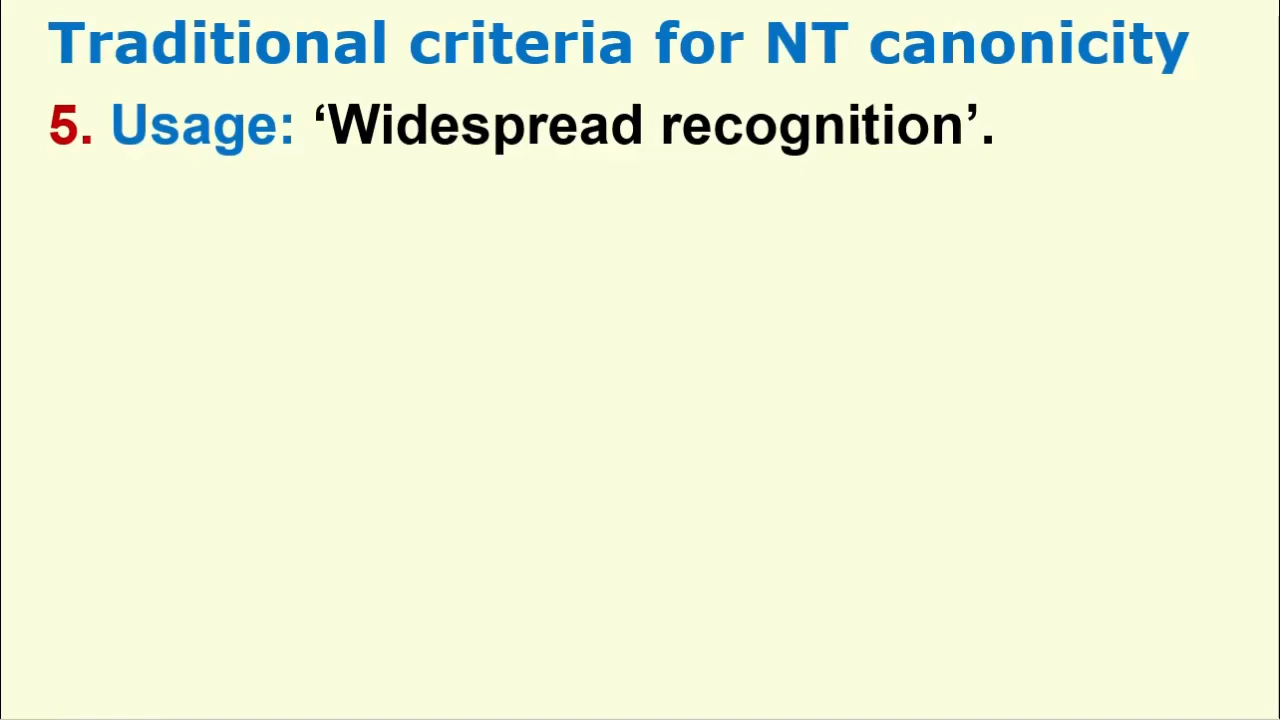 Traditional criteria for NT canonicity
5. Usage: ‘Widespread recognition’.